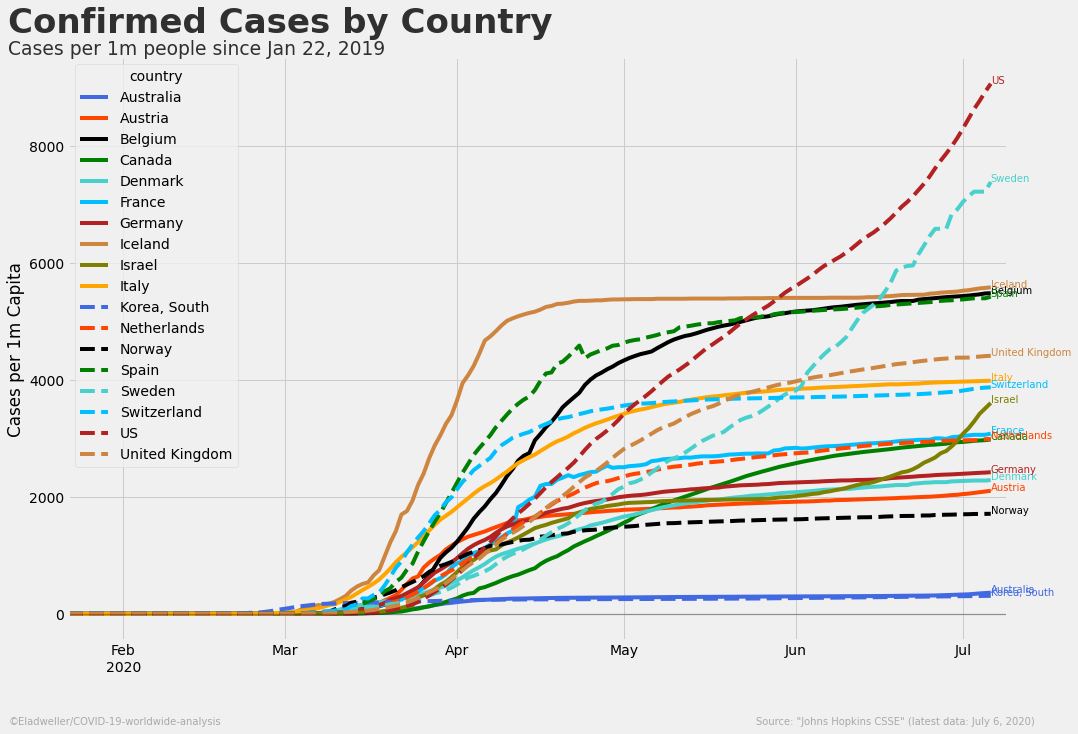 Confirmed Cases by Country
Cases per 1m people since Jan 22, 2019
country
Australia
Austria
Belgium
Canada
Denmark
France
Germany
Iceland
Israel
Italy
Korea, South
Netherlands
Norway
Spain
Sweden
Switzerland
US
United Kingdom
Cases per 1m Capita
8000
6000
4000
2000
0
US
Sweden
Iceland
Belgium
Spain
United Kingdom
Italy
Switzerland
Israel
France
Netherlands
Canada
Germany
Denmark
Austria
Norway
Australia
Korea, South
Feb
2020
Mar
Apr
May
Jun
Jul
©Eladweller/COVID-19-worldwide-analysis
Source: "Johns Hopkins CSSE" (latest data: July 6, 2020)